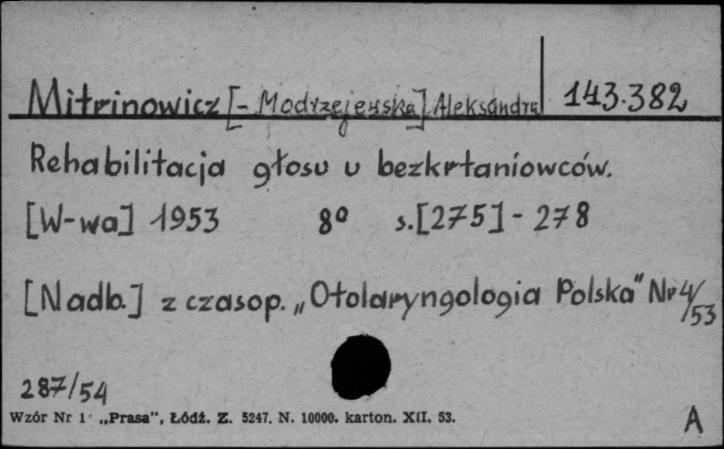 Mitrinowicz [- Modrzejewska] Aleksandra 143.382
Rehabilitacja głosu u bezkrtaniowców.
[W-wa] 1953 8° s.[275] - 278
[Nadb.] z czasop. „Otolaryngologia Polska" Nr 4/53
287/54
Wzór Nr 1 „Prasa", Łódź. Z. 5247. N. 10000. karton. XII. 53.
A